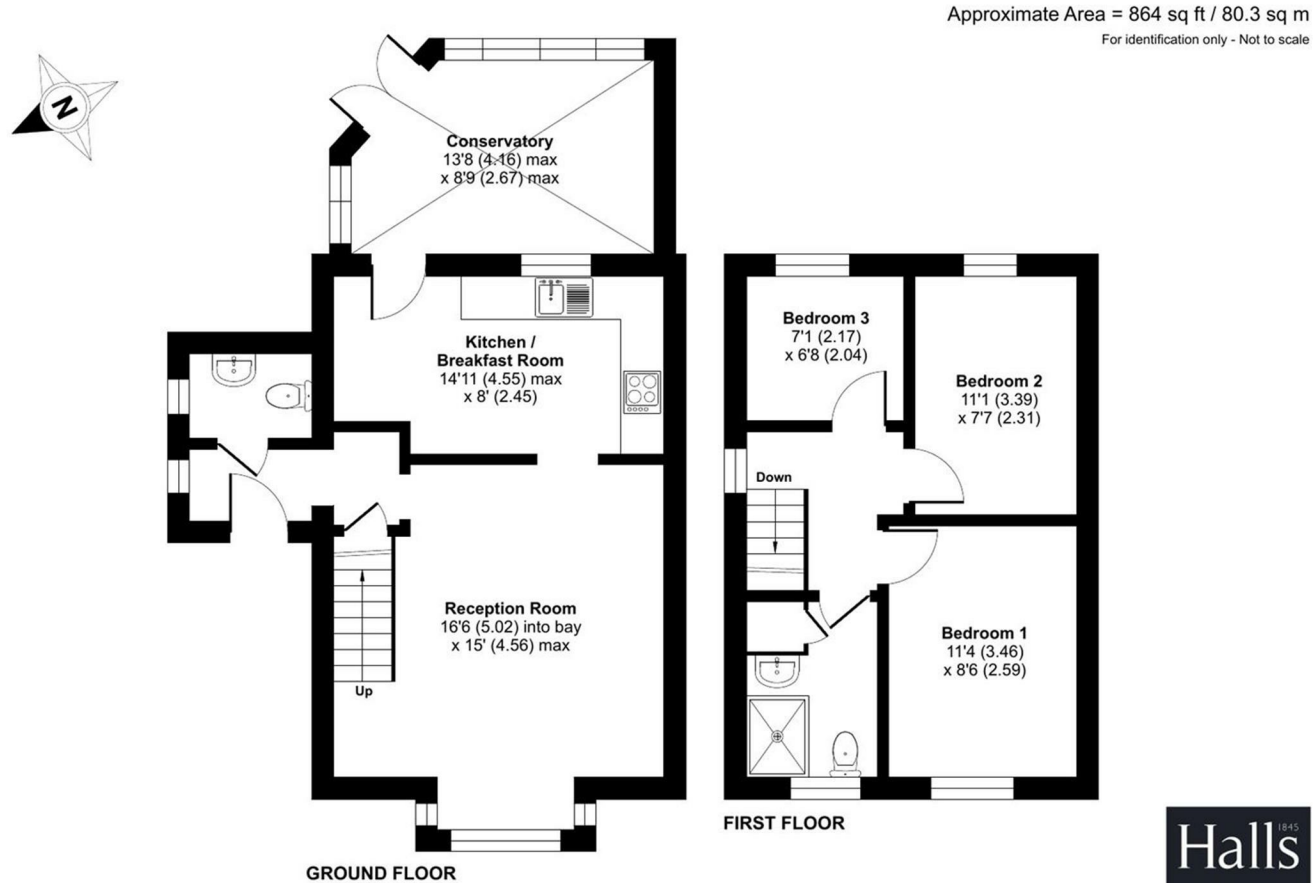 Approximate Area = 864 sq ft / 80.3 sq m
For identification only - Not to scale
N
Conservatory
13'8 (4.16) max
x 8'9 (2.67) max
Kitchen /
Breakfast Room
14'11 (4.55) max
x 8' (2.45)
Reception Room
16'6 (5.02) into bay
x 15' (4.56) max
Up
GROUND FLOOR
Bedroom 3
7'1 (2.17)
x 6'8 (2.04)
Bedroom 2
11'1 (3.39)
x 7'7 (2.31)
Down
Bedroom 1
11'4 (3.46)
x 8'6 (2.59)
FIRST FLOOR
1845
Halls